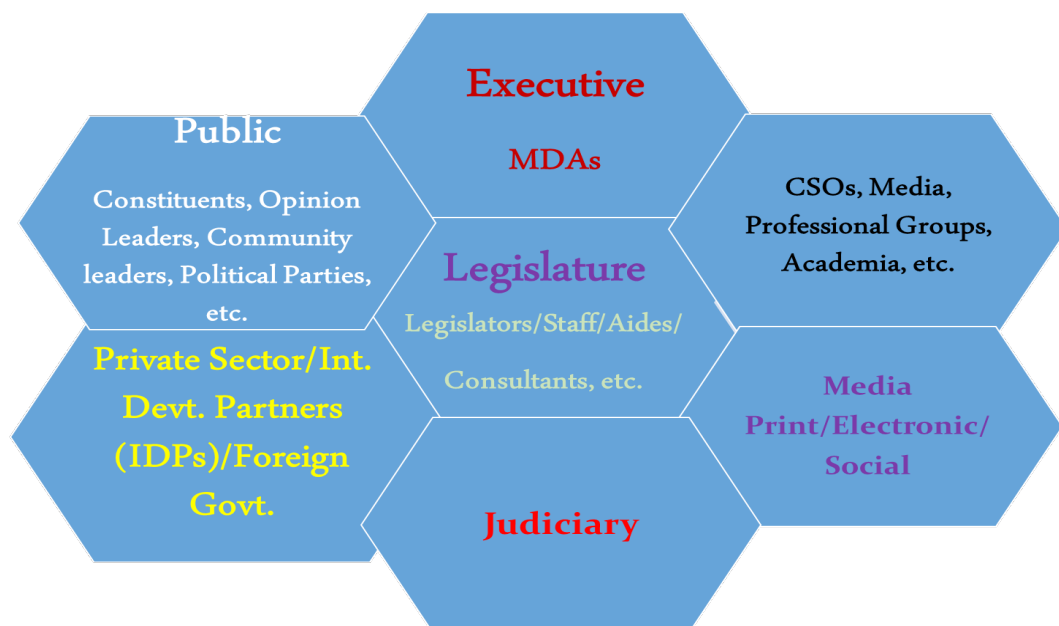 Executive
MDAs
Public
Constituents, Opinion
Leaders, Community
leaders, Political Parties,
etc.
CSOs, Media,
Professional Groups,
Academia, etc.
Legislature
Legislators/Staff/Aides/
Consultants, etc.
Private Sector/Int.
Devt. Partners
(IDPs)/Foreign
Govt.
Media
Print/Electronic/
Social
Judiciary